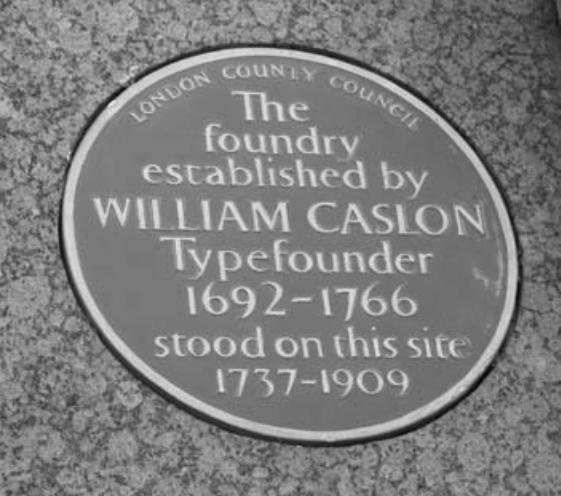 LONDON COUNTY COUNCIL
The
foundry
established by
WILLIAM CASLON
Typefounder
1692-1766
stood on this site
1737-1909